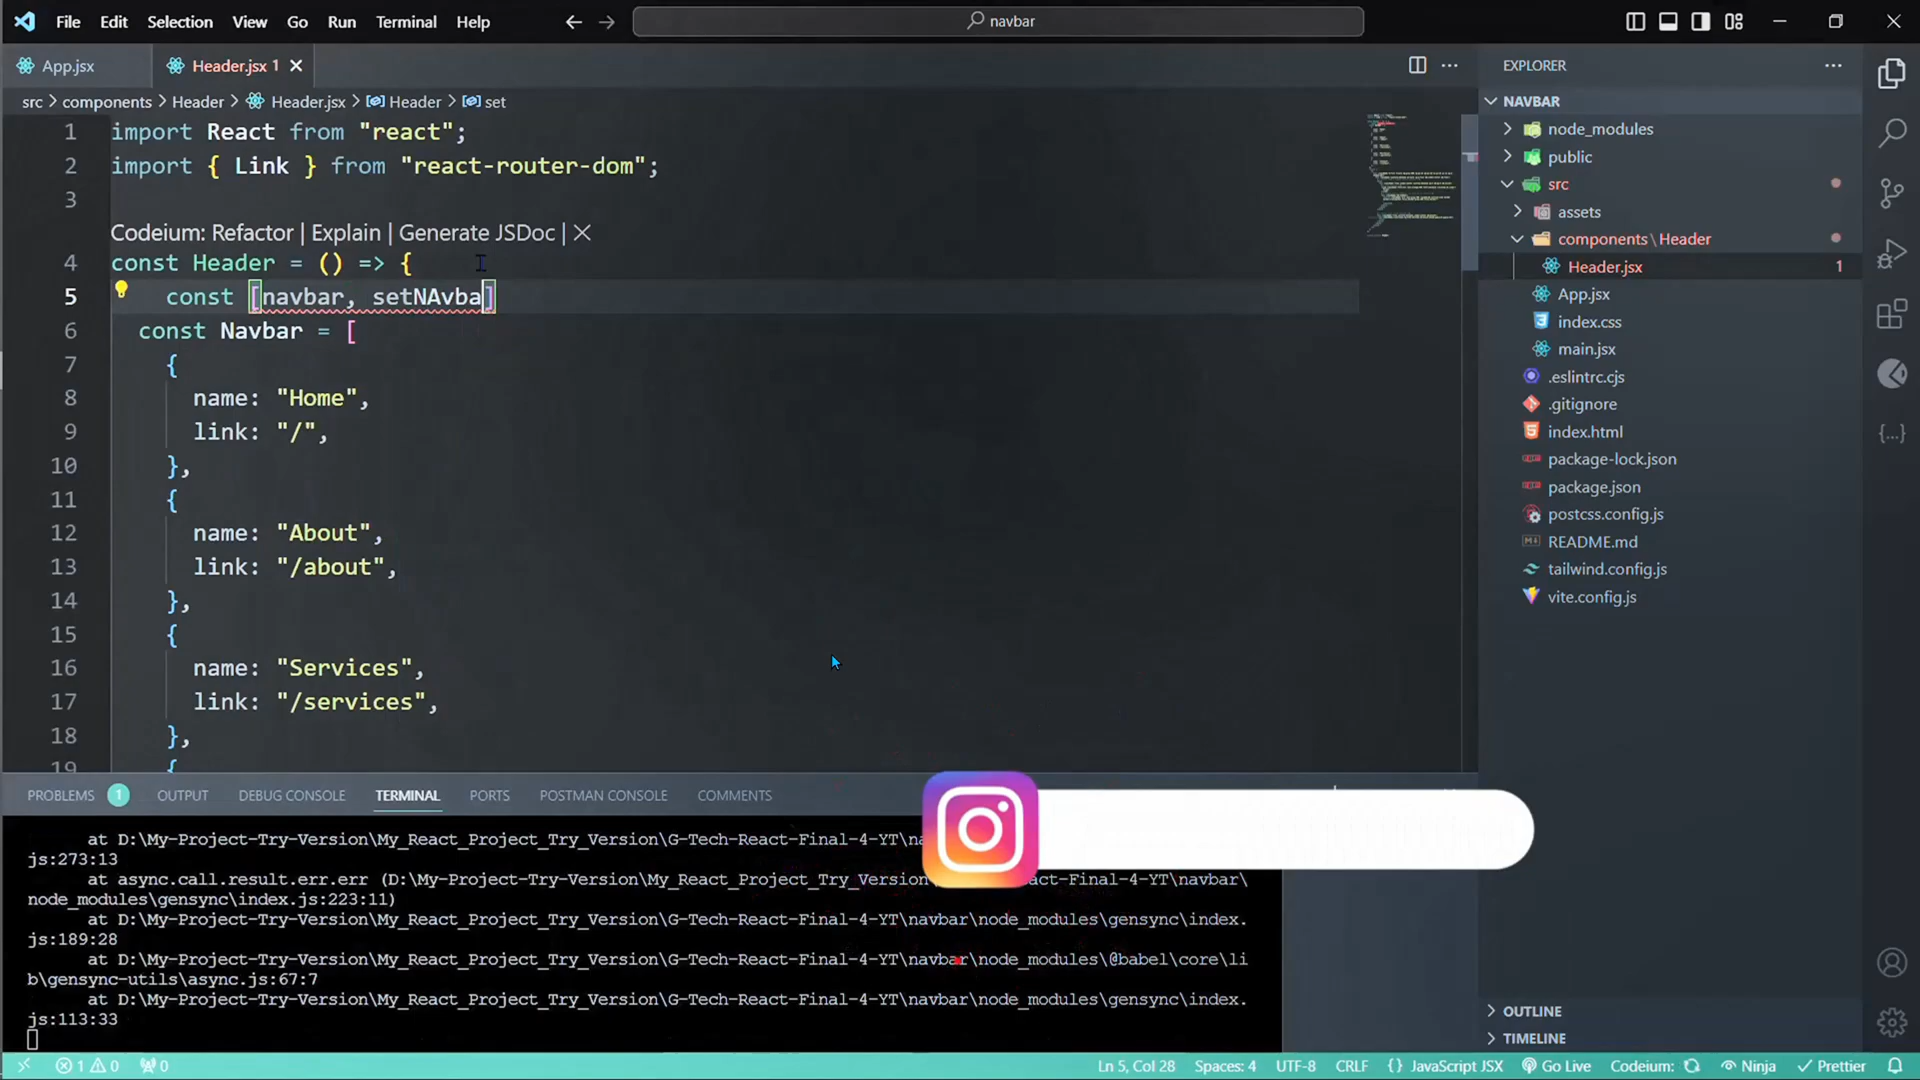 File Edit Selection View Go Run Terminal Help navbar
App.jsx Header.jsx 1
src > components > Header > Header.jsx > Header > set
1 import React from "react";
2 import { Link } from "react-router-dom";
3
Codeium: Refactor | Explain | Generate JSDoc | X
4 const Header = () => {
5 const [navbar, setNAvba]
6 const Navbar = [
7 {
8 name: "Home",
9 link: "/",
10 },
11 {
12 name: "About",
13 link: "/about",
14 },
15 {
16 name: "Services",
17 link: "/services",
18 },
19 {
PROBLEMS 1 OUTPUT DEBUG CONSOLE TERMINAL PORTS POSTMAN CONSOLE COMMENTS
at D:\My-Project-Try-Version\My_React_Project_Try_Version\G-Tech-React-Final-4-YT\navbar\
js:273:13
at async.call.result.err.err (D:\My-Project-Try-Version\My_React_Project_Try_Version\
act-Final-4-YT\navbar\
node_modules\gensync\index.js:223:11)
at D:\My-Project-Try-Version\My_React_Project_Try_Version\G-Tech-React-Final-4-YT\navbar\node_modules\gensync\index.
js:189:28
at D:\My-Project-Try-Version\My_React_Project_Try_Version\G-Tech-React-Final-4-YT\navbar\node_modules\@babel\core\li
b\gensync-utils\async.js:67:7
at D:\My-Project-Try-Version\My_React_Project_Try_Version\G-Tech-React-Final-4-YT\navbar\node_modules\gensync\index.
js:113:33
EXPLORER
NAVBAR
node_modules
public
src
assets
components\Header
Header.jsx 1
App.jsx
index.css
main.jsx
.eslintrc.cjs
.gitignore
index.html
package-lock.json
package.json
postcss.config.js
README.md
tailwind.config.js
vite.config.js
OUTLINE
TIMELINE
1 0 0 Ln 5, Col 28 Spaces: 4 UTF-8 CRLF {} JavaScript JSX Go Live Codeium: Ninja Prettier